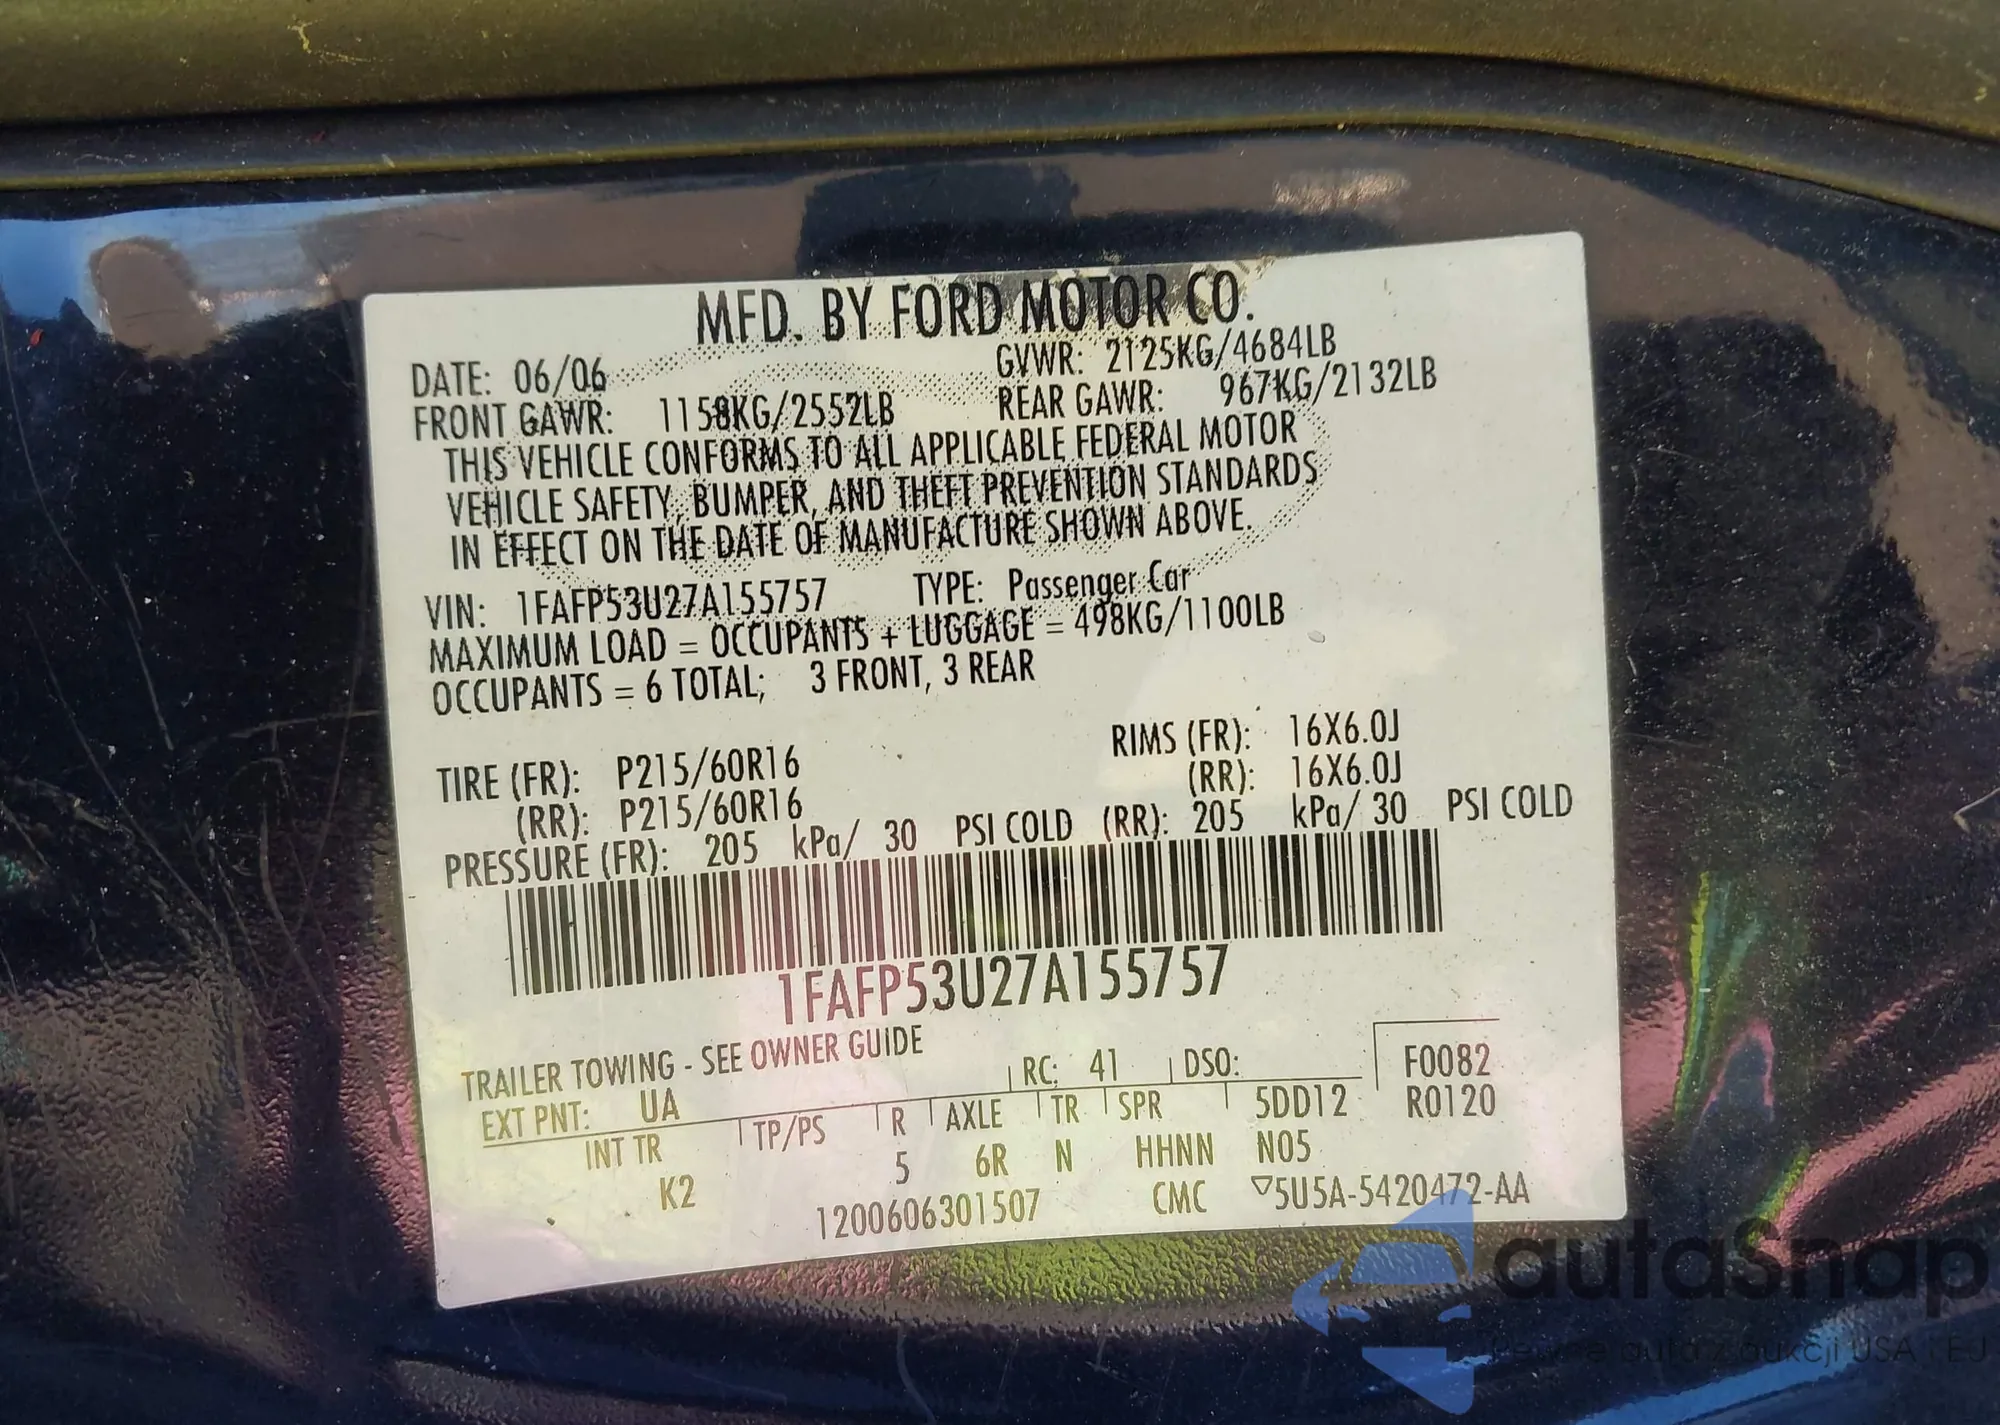 MFD. BY FORD MOTOR CO.
DATE: 06/06 GVWR: 2125KG/4684LB
FRONT GAWR: 1158KG/2552LB REAR GAWR: 967KG/2132LB
THIS VEHICLE CONFORMS TO ALL APPLICABLE FEDERAL MOTOR
VEHICLE SAFETY, BUMPER, AND THEFT PREVENTION STANDARDS
IN EFFECT ON THE DATE OF MANUFACTURE SHOWN ABOVE.
VIN: 1FAFP53U27A155757 TYPE: Passenger Car
MAXIMUM LOAD = OCCUPANTS + LUGGAGE = 498KG/1100LB
OCCUPANTS = 6 TOTAL; 3 FRONT, 3 REAR
TIRE (FR): P215/60R16 RIMS (FR): 16X6.0J
(RR): P215/60R16 (RR): 16X6.0J
PRESSURE (FR): 205 kPa/ 30 PSI COLD (RR): 205 kPa/ 30 PSI COLD
1FAFP53U27A155757
TRAILER TOWING - SEE OWNER GUIDE
EXT PNT: UA RC: 41 DSO: F0082
INT TR TP/PS R AXLE TR SPR 5DD12 R0120
K2 5 6R N HHNN N05
1200606301507 CMC ▽5U5A-5420472-AA
autaSnap
Pewne auta z aukcji USA i EU